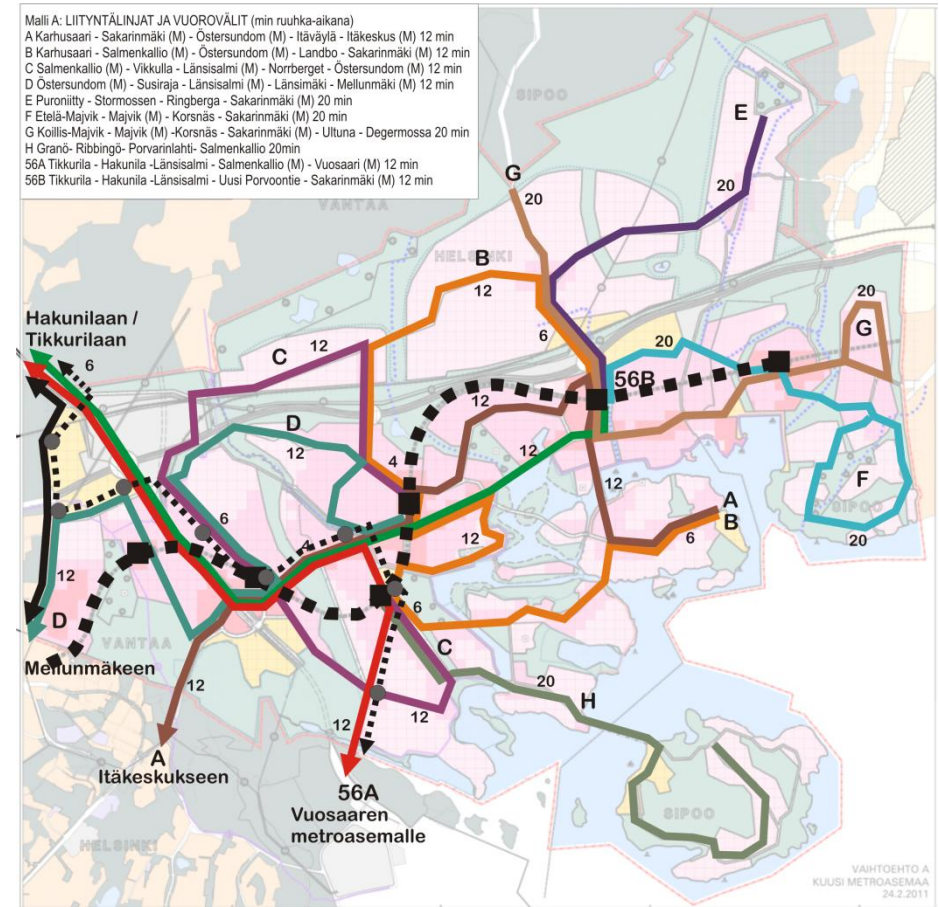 Malli A: LIITYNTÄLINJAT JA VUOROVÄLIT (min ruuhka-aikana)
A Karhusaari - Sakarinmäki (M) - Östersundom (M) - Itäväylä - Itäkeskus (M) 12 min
B Karhusaari - Salmenkallio (M) - Östersundom (M) - Landbo - Sakarinmäki (M) 12 min
C Salmenkallio (M) - Vikkulla - Länsisalmi (M) - Norrberget - Östersundom (M) 12 min
D Östersundom (M) - Susiraja - Länsisalmi (M) - Länsimäki - Mellunmäki (M) 12 min
E Puroniitty - Stormossen - Ringberga - Sakarinmäki (M) 20 min
F Etelä-Majvik - Majvik (M) - Korsnäs - Sakarinmäki (M) 20 min
G Koillis-Majvik - Majvik (M) -Korsnäs - Sakarinmäki (M) - Ultuna - Degermossa 20 min
H Granö- Ribbingö- Porvarinlahti- Salmenkallio 20min
56A Tikkurila - Hakunila -Länsisalmi - Salmenkallio (M) - Vuosaari (M) 12 min
56B Tikkurila - Hakunila -Länsisalmi - Uusi Porvoontie - Sakarinmäki (M) 12 min
SIPOO
E
20
G
20
VANTAA
HELSINKI
B
12
Hakunilaan /
Tikkurilaan
6
C
12
6
20
20
G
56B
12
D
12
4
12
F
12
A
B
6
SIPOO
20
6
4
12
12
D
6
VANTAA
C
Mellunmäkeen
12
20
H
12
12
A
Itäkeskukseen
56A
Vuosaaren
metroasemalle
SIPOO
HELSINKI
VAIHTOEHTO A
KUUSI METROASEMAA
24.2.2011